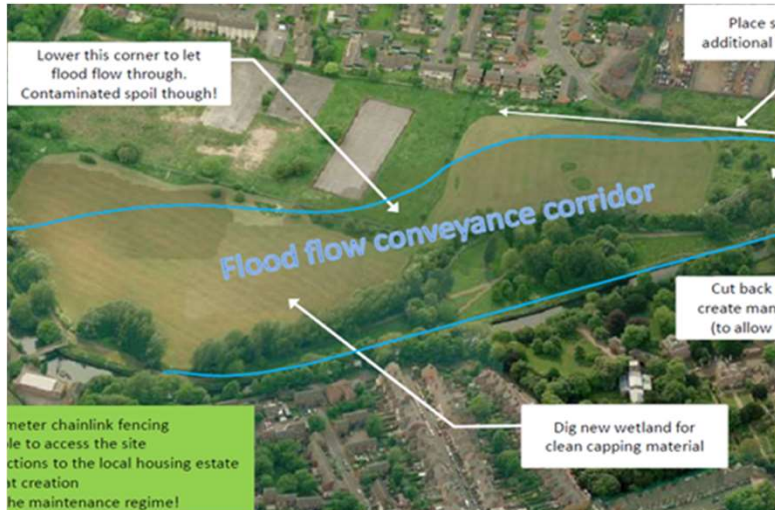 Lower this corner to let
flood flow through.
Contaminated spoil though!
Place s
additional
Flood flow conveyance corridor
Cut back
create man
(to allow
Dig new wetland for
clean capping material
meter chainlink fencing
le to access the site
ctions to the local housing estate
at creation
he maintenance regime!